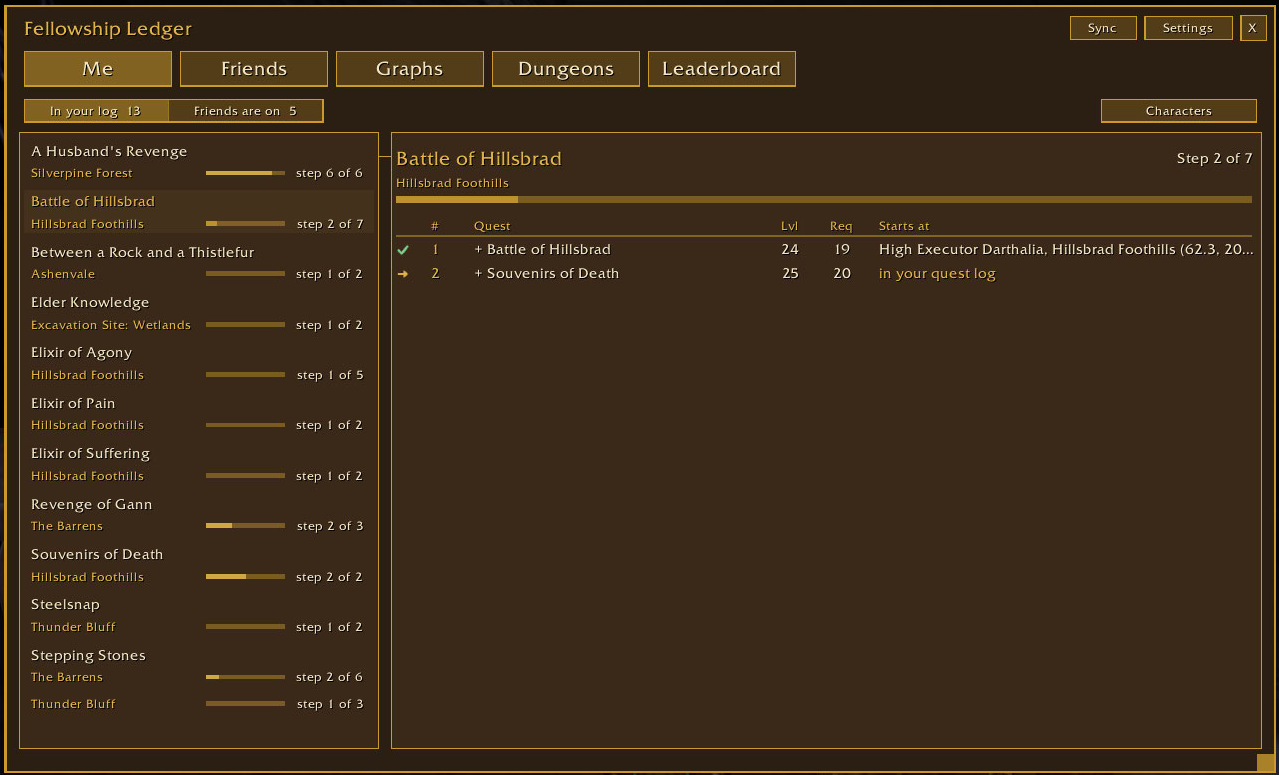 Fellowship Ledger
Sync Settings X
Me Friends Graphs Dungeons Leaderboard
In your log 13 Friends are on 5 Characters
A Husband's Revenge
Silverpine Forest step 6 of 6
Battle of Hillsbrad
Hillsbrad Foothills step 2 of 7
Between a Rock and a Thistlefur
Ashenvale step 1 of 2
Elder Knowledge
Excavation Site: Wetlands step 1 of 2
Elixir of Agony
Hillsbrad Foothills step 1 of 5
Elixir of Pain
Hillsbrad Foothills step 1 of 2
Elixir of Suffering
Hillsbrad Foothills step 1 of 2
Revenge of Gann
The Barrens step 2 of 3
Souvenirs of Death
Hillsbrad Foothills step 2 of 2
Steelsnap
Thunder Bluff step 1 of 2
Stepping Stones
The Barrens step 2 of 6
Thunder Bluff step 1 of 3
Battle of Hillsbrad Step 2 of 7
Hillsbrad Foothills
# Quest Lvl Req Starts at
1 + Battle of Hillsbrad 24 19 High Executor Darthalia, Hillsbrad Foothills (62.3, 20...
2 + Souvenirs of Death 25 20 in your quest log